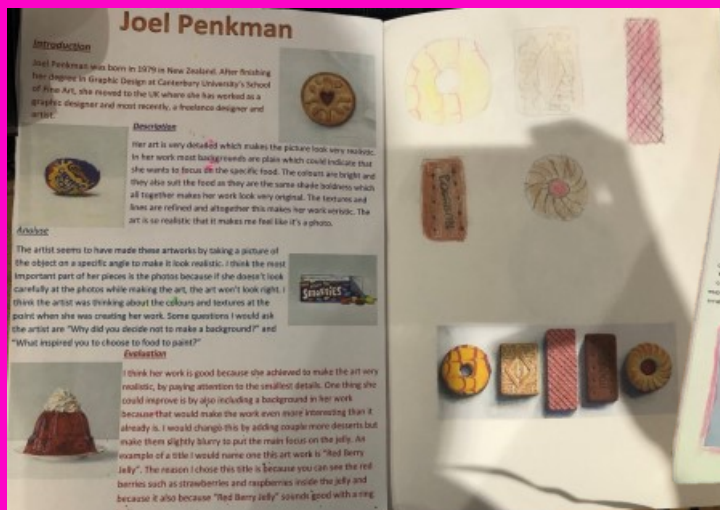 Joel Penkman
Introduction
Joel Penkman was born in 1979 in New Zealand. After finishing
her degree in Graphic Design at Canterbury University's School
of Fine Art, she moved to the UK where she has worked as a
graphic designer and most recently, a freelance designer and
artist.
Description
Her art is very detailed which makes the picture look very realistic.
In her work most backgrounds are plain which could indicate that
she wants to focus on the specific food. The colours are bright and
they also suit the food as they are the same shade boldness which
all together makes her work look very original. The textures and
lines are refined and altogether this makes her work veristic. The
art is so realistic that it makes me feel like it's a photo.
Analyse
The artist seems to have made these artworks by taking a picture of
the object on a specific angle to make it look realistic. I think the most
important part of her pieces is the photos because if she doesn't look
carefully at the photos while making the art, the art won't look right. I
think the artist was thinking about the colours and textures at the
point when she was creating her work. Some questions I would ask
the artist are "Why did you decide not to make a background?" and
"What inspired you to choose to food to paint?"
SMARTIES
Evaluation
I think her work is good because she achieved to make the art very
realistic, by paying attention to the smallest details. One thing she
could improve is by also including a background in her work
because that would make the work even more interesting than it
already is. I would change this by adding couple more desserts but
make them slightly blurry to put the main focus on the jelly. An
example of a title I would name one this art work is "Red Berry
Jelly". The reason I chose this title is because you can see the red
berries such as strawberries and raspberries inside the jelly and
because it also because "Red Berry Jelly" sounds good with a ring